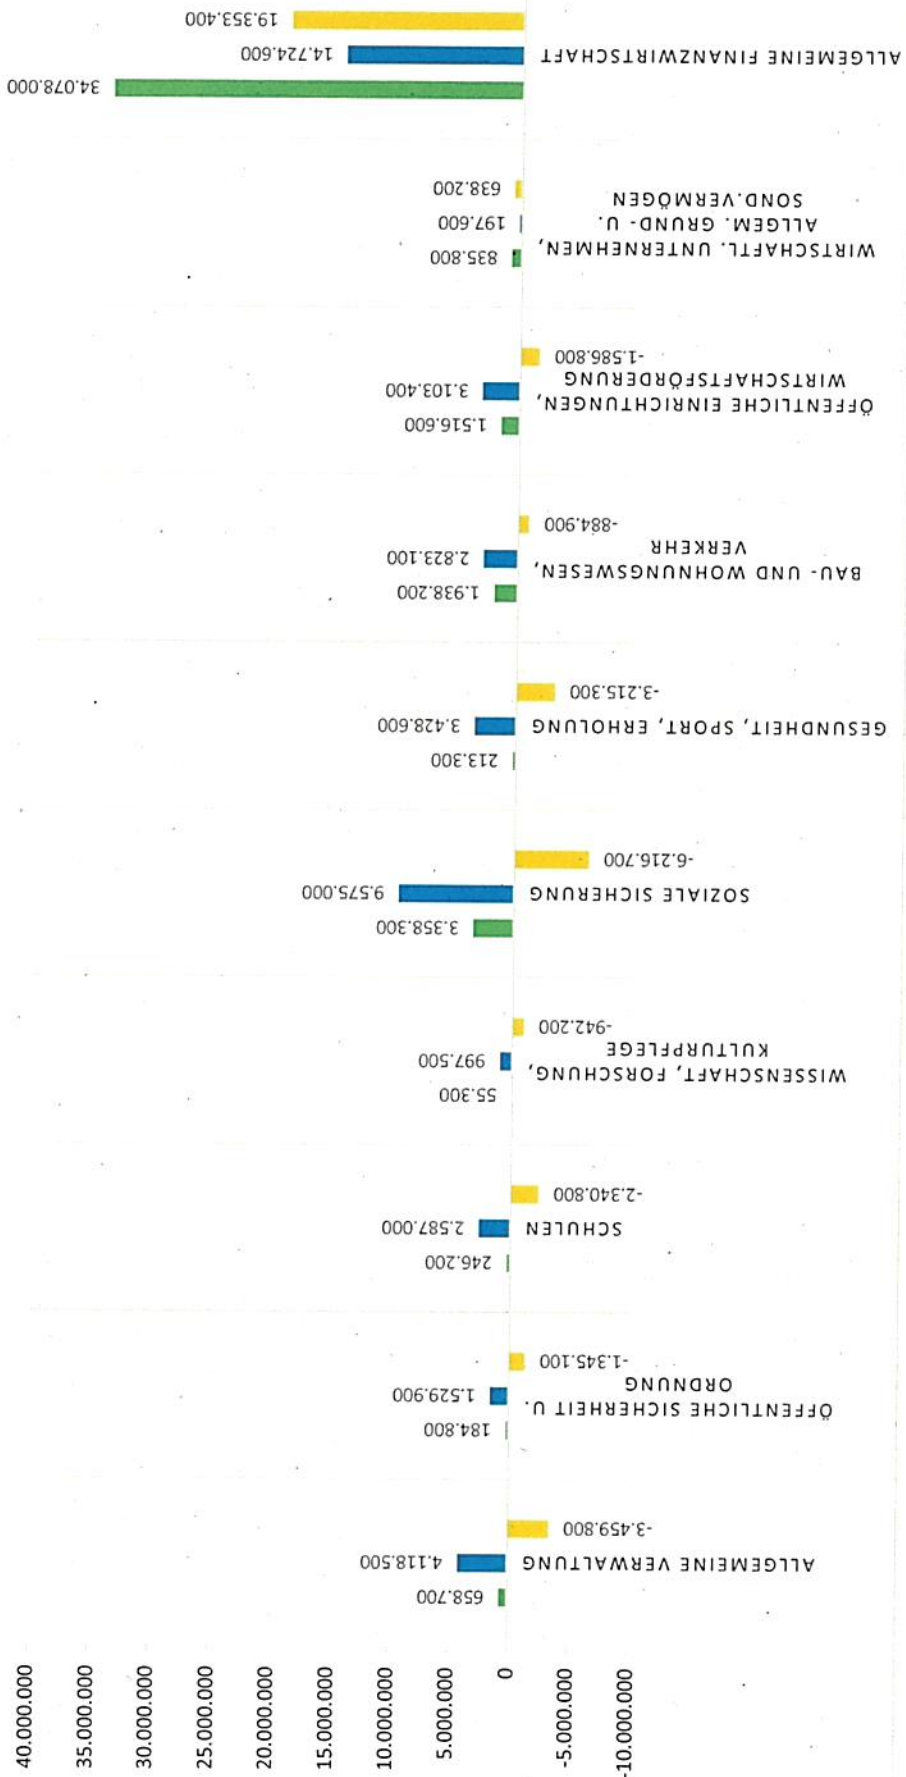 40.000.000
35.000.000
30.000.000
25.000.000
20.000.000
15.000.000
10.000.000
5.000.000
0
-5.000.000
-10.000.000
658.700
4.118.500
-3.459.800
ALLGEMEINE VERWALTUNG
184.800
1.529.900
-1.345.100
ÖFFENTLICHE SICHERHEIT U.
ORDNUNG
246.200
2.587.000
-2.340.800
SCHULEN
55.300
997.500
-942.200
WISSENSCHAFT, FORSCHUNG,
KULTURPFLEGE
3.358.300
9.575.000
-6.216.700
SOZIALE SICHERUNG
213.300
3.428.600
-3.215.300
GESUNDHEIT, SPORT, ERHOLUNG
1.938.200
2.823.100
-884.900
BAU- UND WOHNUNGSWESEN,
VERKEHR
1.516.600
3.103.400
-1.586.800
ÖFFENTLICHE EINRICHTUNGEN,
WIRTSCHAFTSFÖRDERUNG
835.800
197.600
638.200
WIRTSCHAFTL. UNTERNEHMEN,
ALLGEM. GRUND- U.
SOND.VERMÖGEN
34.078.000
14.724.600
19.353.400
ALLGEMEINE FINANZWIRTSCHAFT